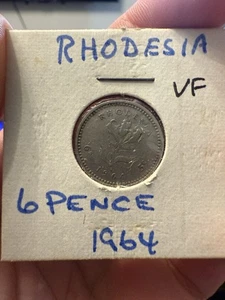 RHODESIA
VF
6 PENCE
1964